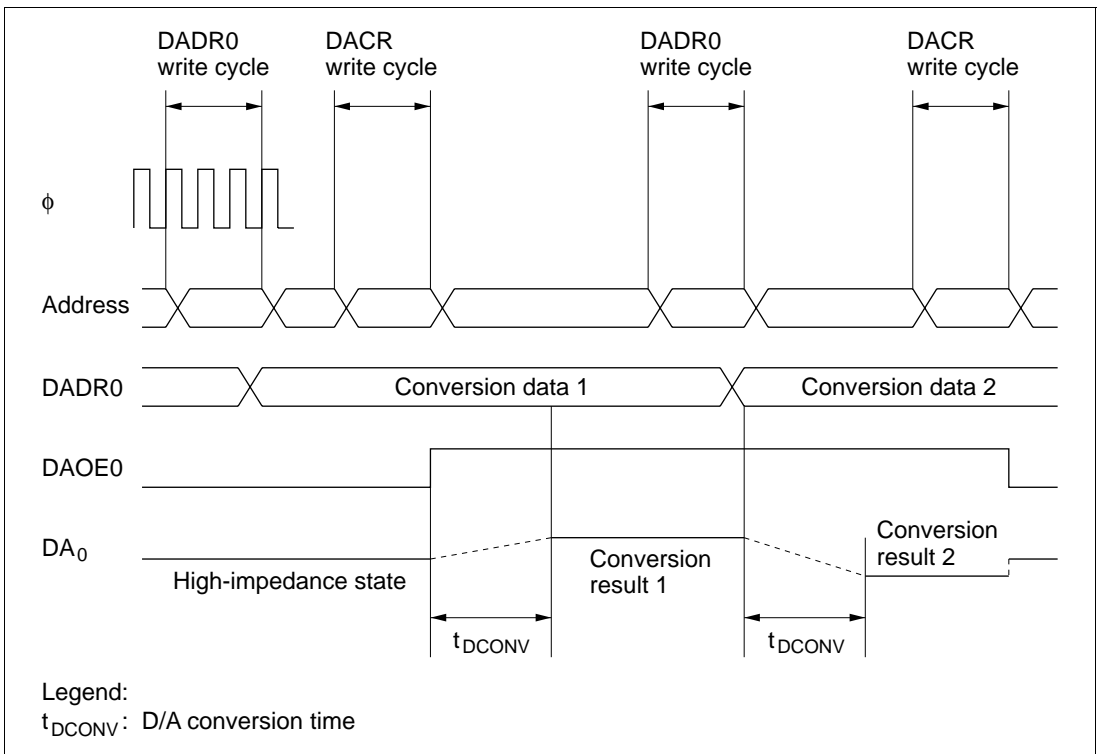 DADR0
write cycle
DACR
write cycle
DADR0
write cycle
DACR
write cycle
ϕ
Address
DADR0
Conversion data 1
Conversion data 2
DAOE0
DA0
High-impedance state
Conversion
result 1
Conversion
result 2
tDCONV
tDCONV
Legend:
tDCONV: D/A conversion time